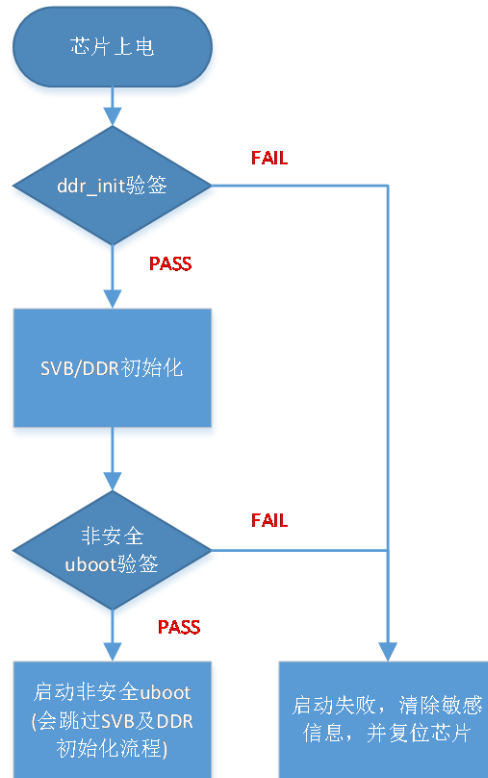 芯片上电
FAIL
ddr_init验签
PASS
SVB/DDR初始化
FAIL
非安全
uboot验签
PASS
启动非安全uboot
(会跳过SVB及DDR
初始化流程)
启动失败，清除敏感
信息，并复位芯片